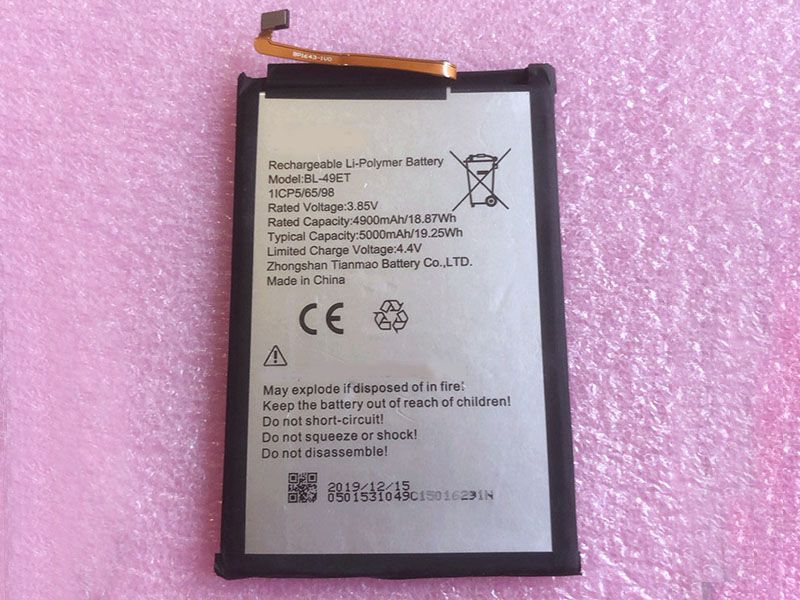 BP1643-1V0
Rechargeable Li-Polymer Battery
Model:BL-49ET
1ICP5/65/98
Rated Voltage:3.85V
Rated Capacity:4900mAh/18.87Wh
Typical Capacity:5000mAh/19.25Wh
Limited Charge Voltage:4.4V
Zhongshan Tianmao Battery Co.,LTD.
Made in China
CE
May explode if disposed of in fire!
Keep the battery out of reach of children!
Do not short-circuit!
Do not squeeze or shock!
Do not disassemble!
2019/12/15
0501531049C15016291N